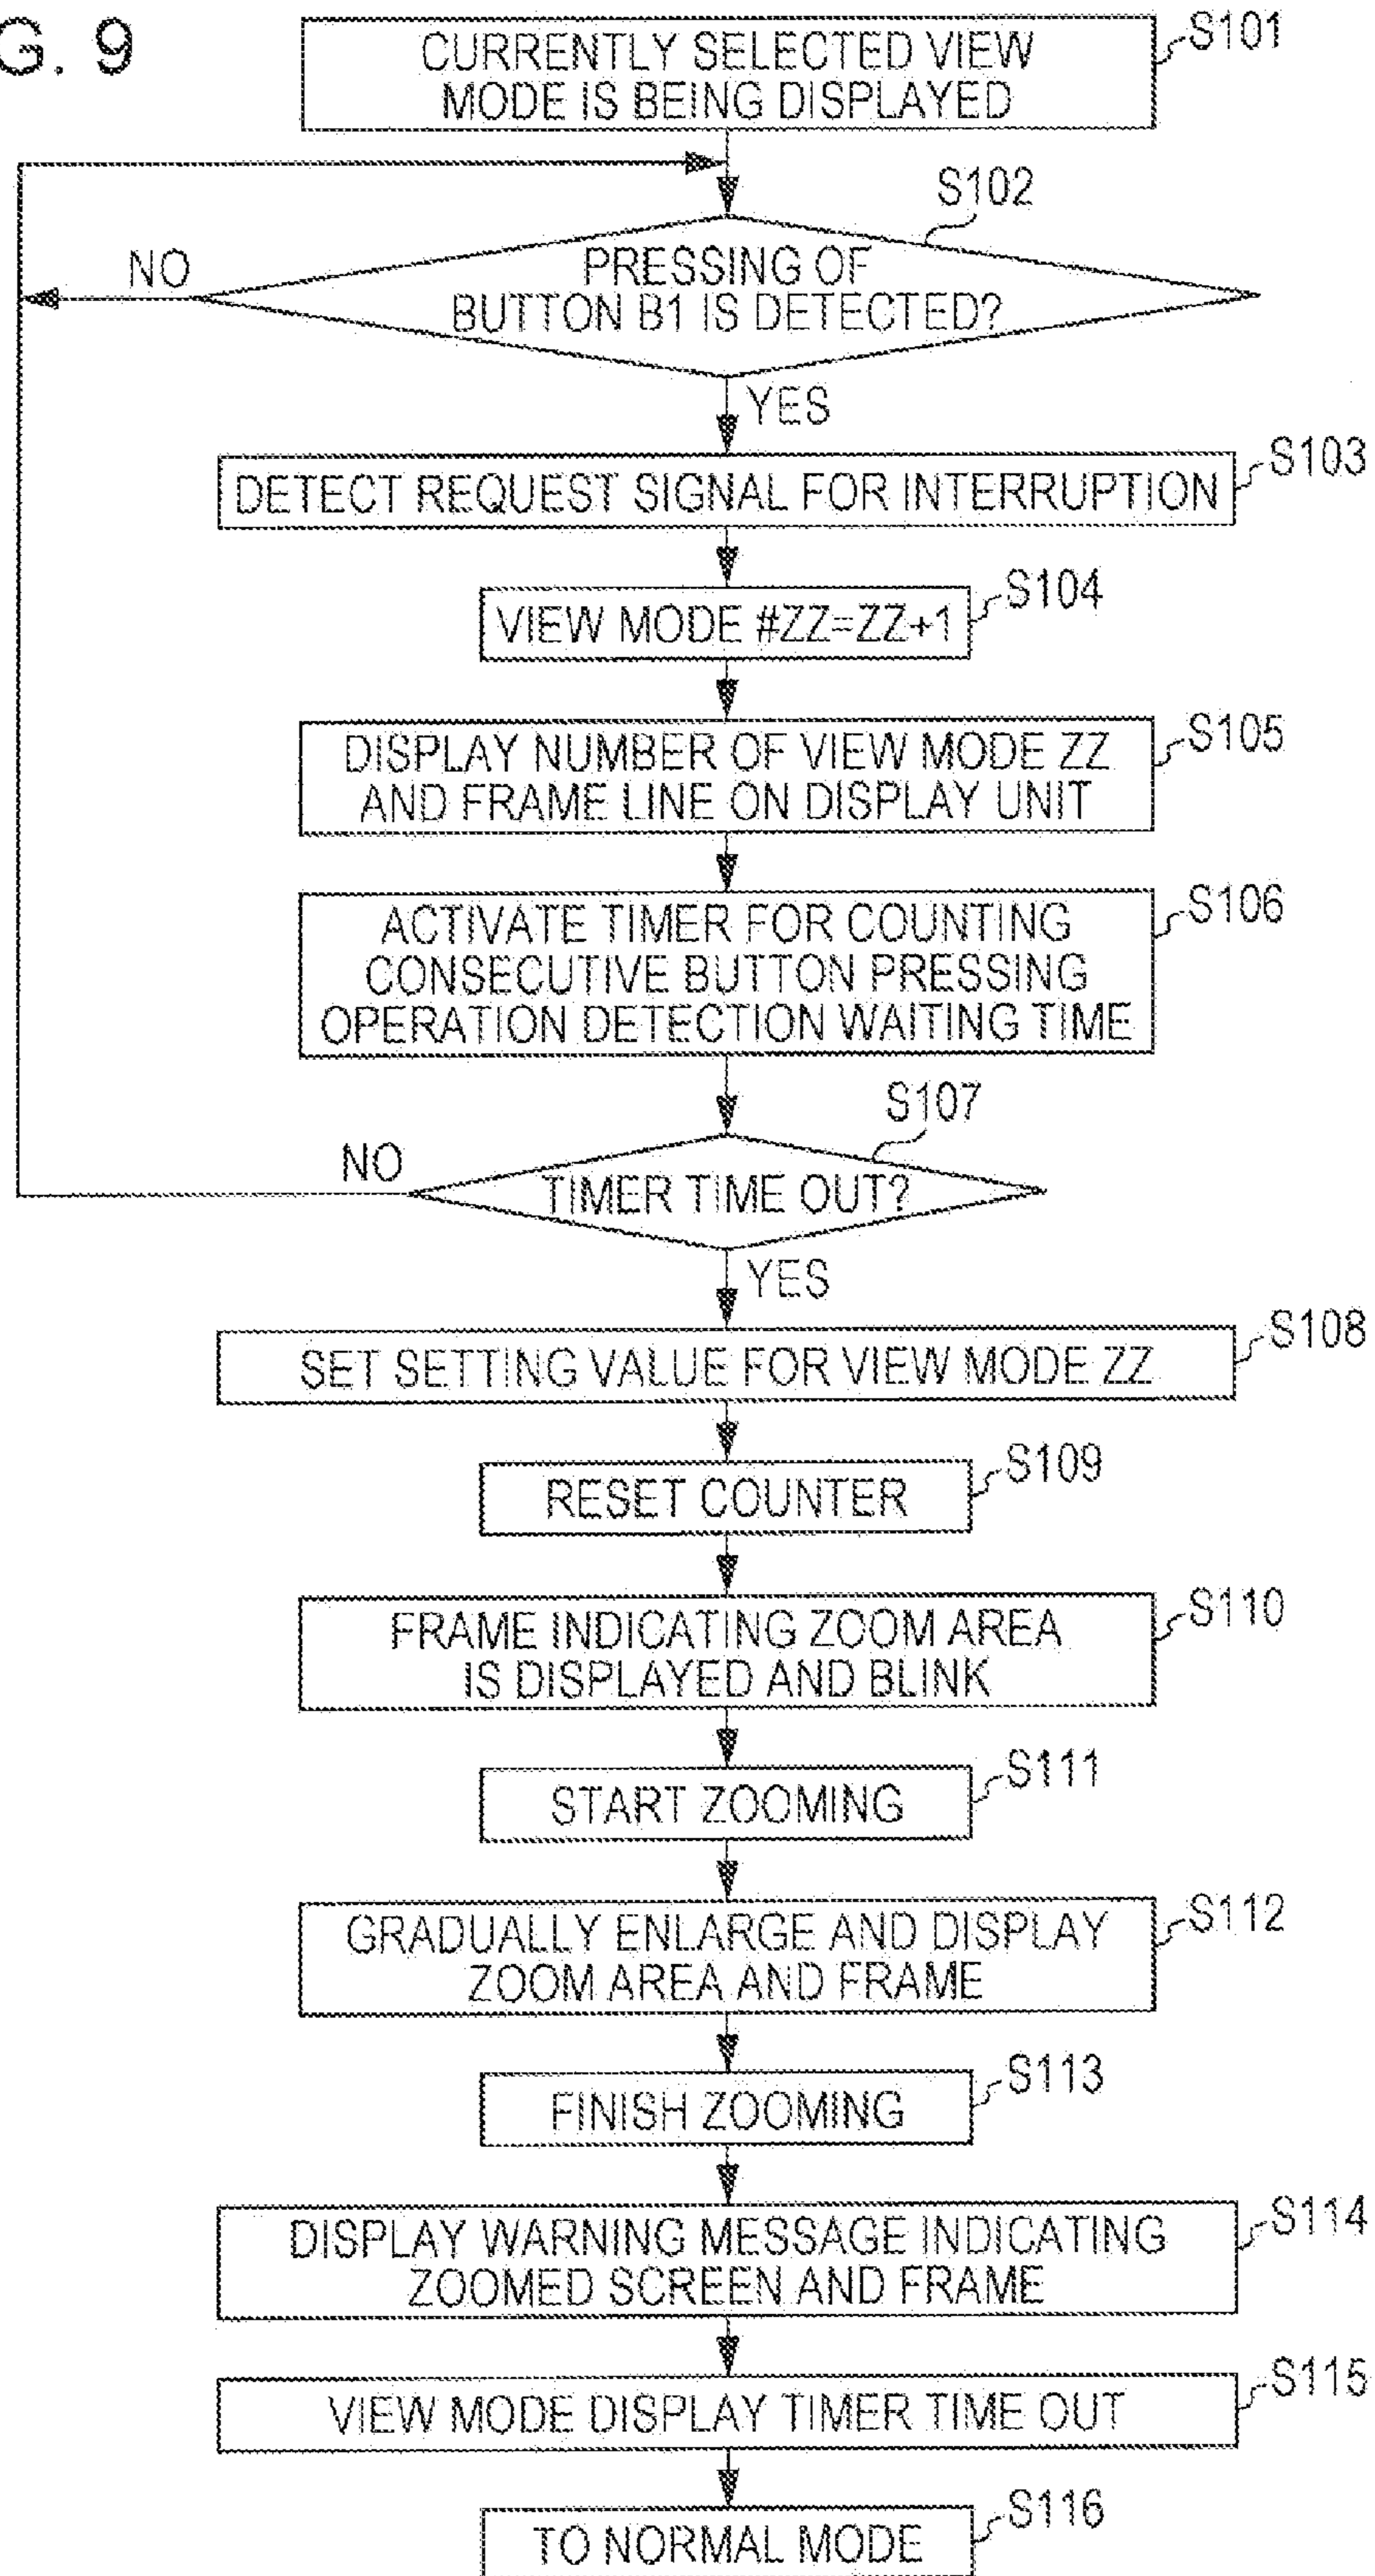 G. 9
CURRENTLY SELECTED VIEW
MODE IS BEING DISPLAYED
S101
S102
PRESSING OF
BUTTON B1 IS DETECTED?
NO
YES
DETECT REQUEST SIGNAL FOR INTERRUPTION
S103
VIEW MODE #ZZ=ZZ+1
S104
DISPLAY NUMBER OF VIEW MODE ZZ
AND FRAME LINE ON DISPLAY UNIT
S105
ACTIVATE TIMER FOR COUNTING
CONSECUTIVE BUTTON PRESSING
OPERATION DETECTION WAITING TIME
S106
S107
TIMER TIME OUT?
NO
YES
SET SETTING VALUE FOR VIEW MODE ZZ
S108
RESET COUNTER
S109
FRAME INDICATING ZOOM AREA
IS DISPLAYED AND BLINK
S110
START ZOOMING
S111
GRADUALLY ENLARGE AND DISPLAY
ZOOM AREA AND FRAME
S112
FINISH ZOOMING
S113
DISPLAY WARNING MESSAGE INDICATING
ZOOMED SCREEN AND FRAME
S114
VIEW MODE DISPLAY TIMER TIME OUT
S115
TO NORMAL MODE
S116